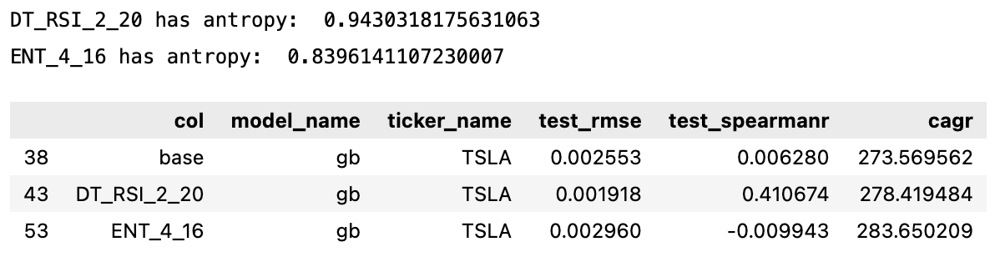 DT_RSI_2_20 has antropy:  0.9430318175631063
ENT_4_16 has antropy:  0.8396141107230007
col model_name ticker_name test_rmse test_spearmanr cagr
38 base gb TSLA 0.002553 0.006280 273.569562
43 DT_RSI_2_20 gb TSLA 0.001918 0.410674 278.419484
53 ENT_4_16 gb TSLA 0.002960 -0.009943 283.650209